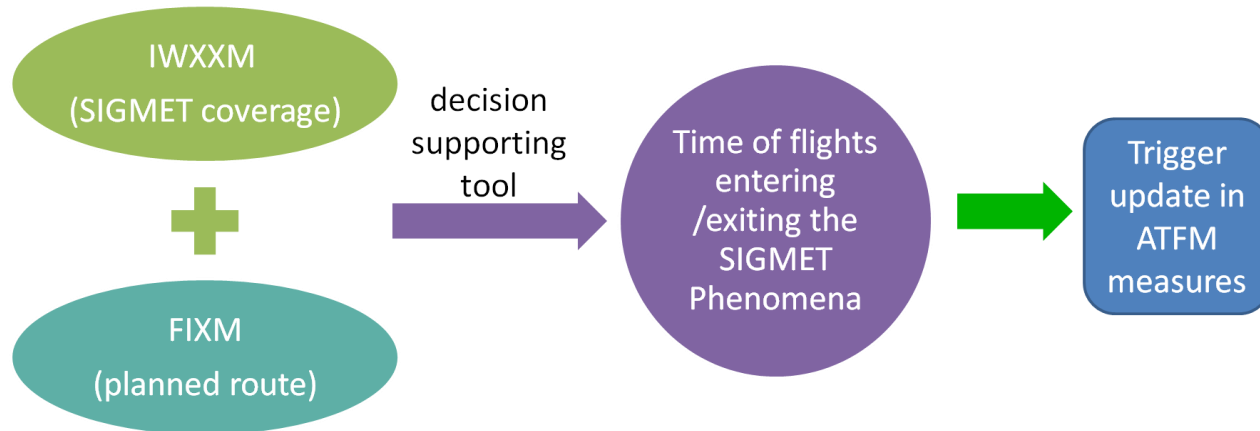 IWXXM
(SIGMET coverage)
FIXM
(planned route)
decision
supporting
tool
Time of flights
entering
/exiting the
SIGMET
Phenomena
Trigger
update in
ATFM
measures